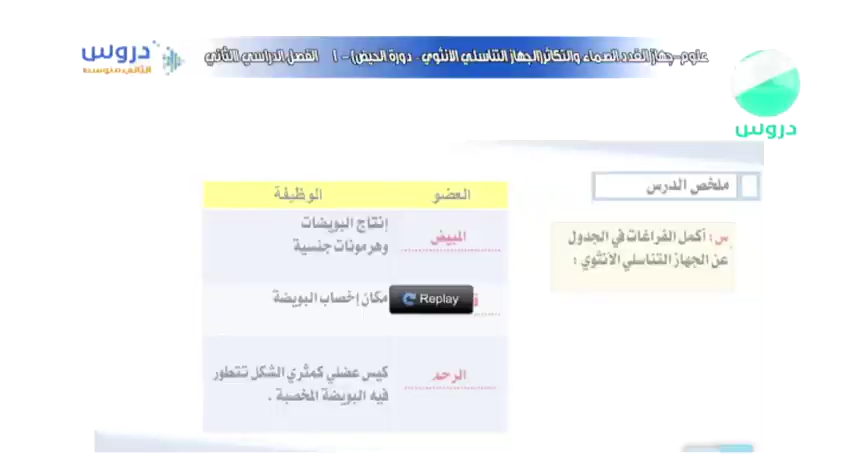 دروس
الثاني متوسط
علوم-جهاز الغدد الصماء والتكاثر(الجهاز التناسلي الانثوي - دورة الحيض) - ١ الفصل الدراسي الثاني
دروس
ملخص الدرس
س: أكمل الفراغات في الجدول
عن الجهاز التناسلي الأنثوي :
العضو الوظيفة
المبيض إنتاج البويضات
وهرمونات جنسية
Replay مكان إخصاب البويضة
الرحم كيس عضلي كمثري الشكل تتطور
فيه البويضة المخصبة .